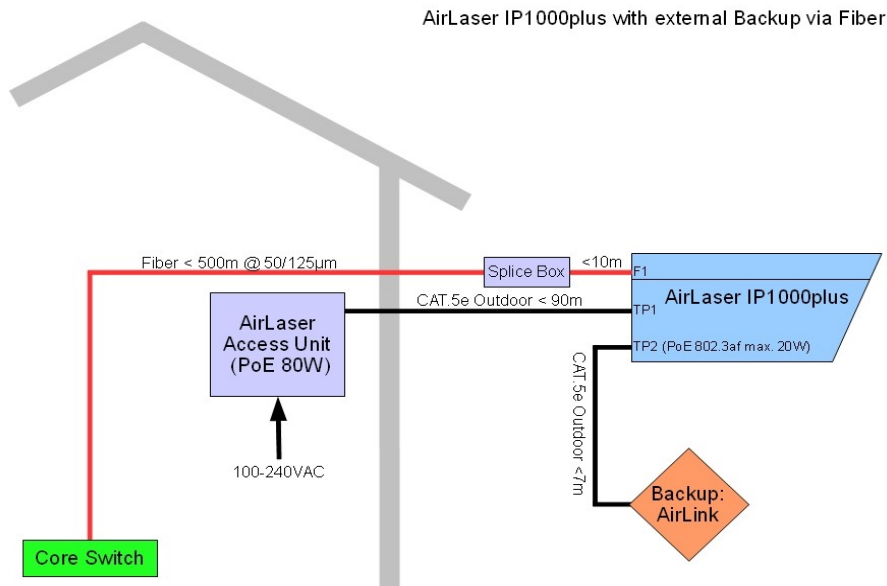 AirLaser IP1000plus with external Backup via Fiber
Fiber < 500m @ 50/125µm
Splice Box
<10m
F1
AirLaser IP1000plus
CAT.5e Outdoor < 90m
TP1
AirLaser
Access Unit
(PoE 80W)
TP2 (PoE 802.3af max. 20W)
CAT.5e Outdoor <7m
100-240VAC
Backup:
AirLink
Core Switch